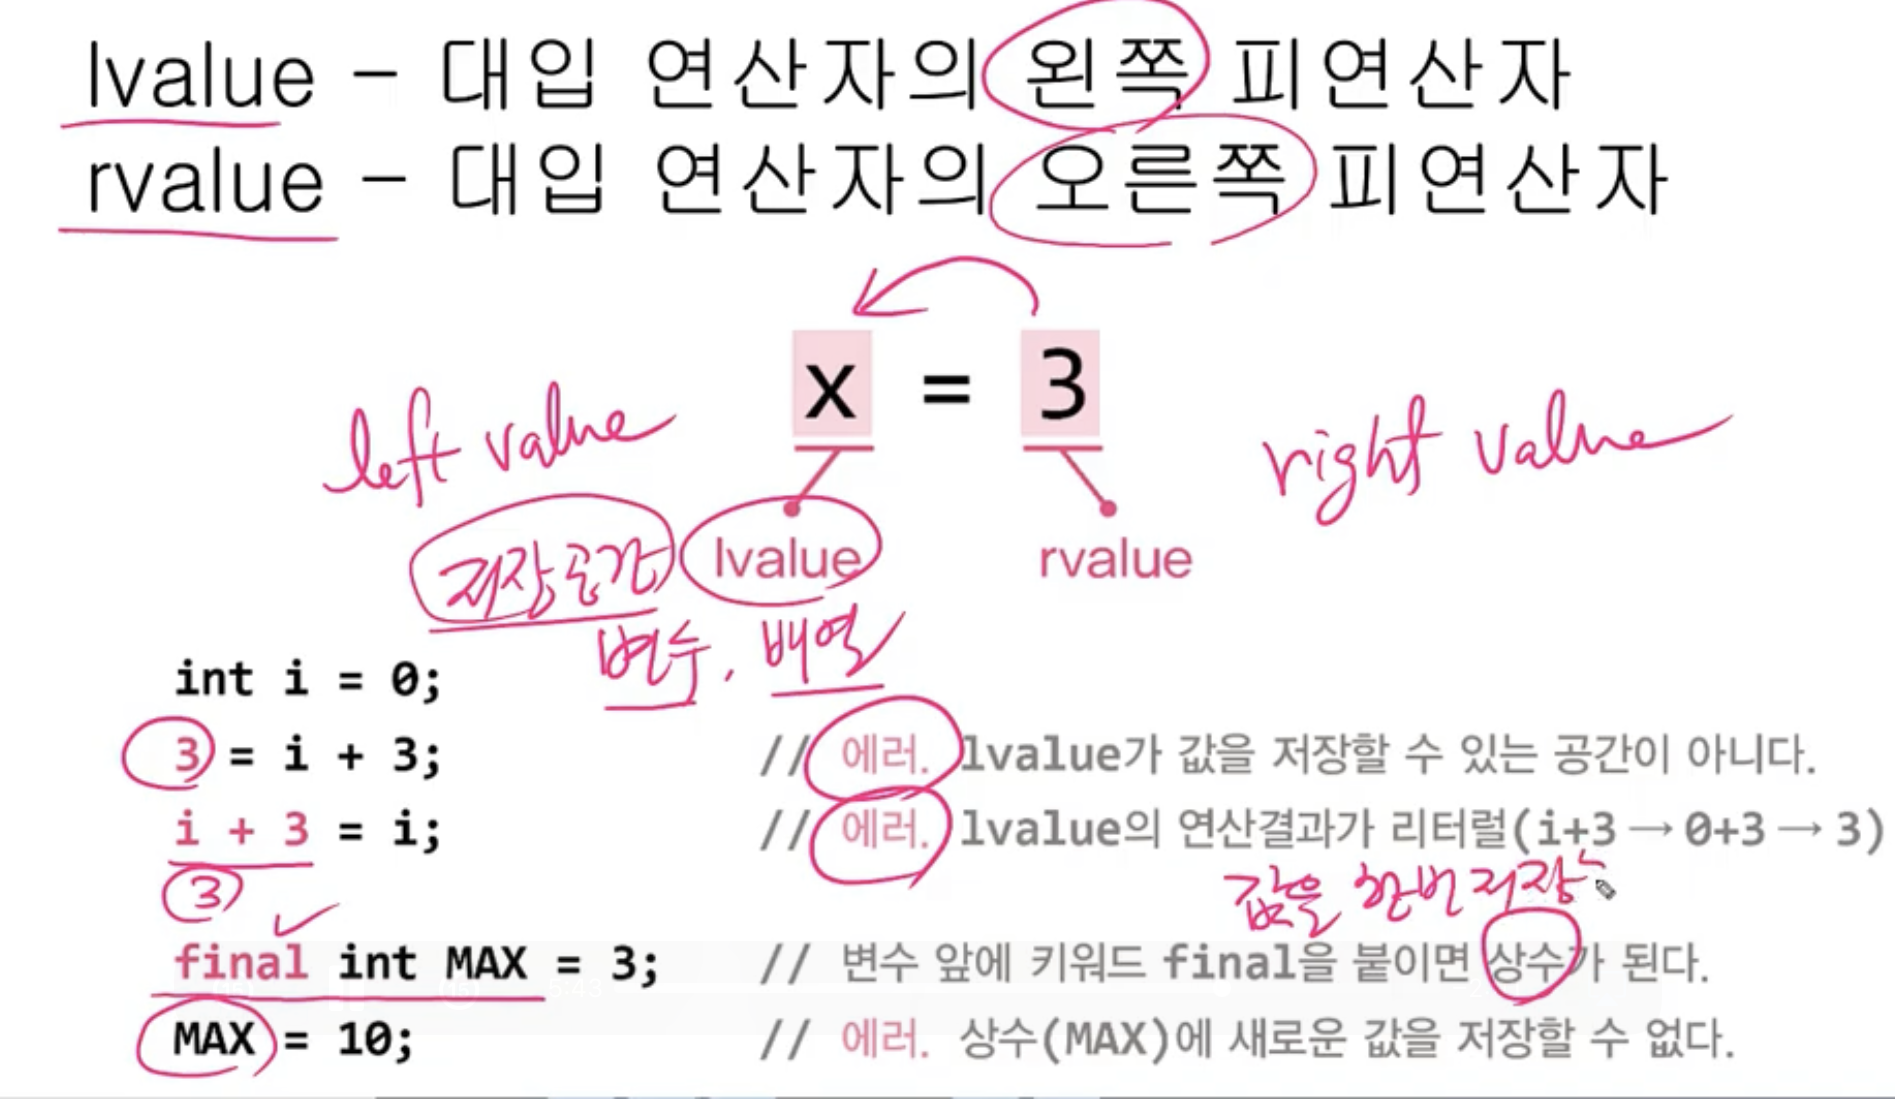 lvalue – 대입 연산자의 왼쪽 피연산자
rvalue – 대입 연산자의 오른쪽 피연산자
x = 3
left value
right value
저장공간
lvalue
rvalue
변수, 배열
int i = 0;
3 = i + 3; // 에러. lvalue가 값을 저장할 수 있는 공간이 아니다.
i + 3 = i; // 에러. lvalue의 연산결과가 리터럴(i+3 → 0+3 → 3)
3
값을 한번 저장
final int MAX = 3; // 변수 앞에 키워드 final을 붙이면 상수가 된다.
MAX = 10; // 에러. 상수(MAX)에 새로운 값을 저장할 수 없다.